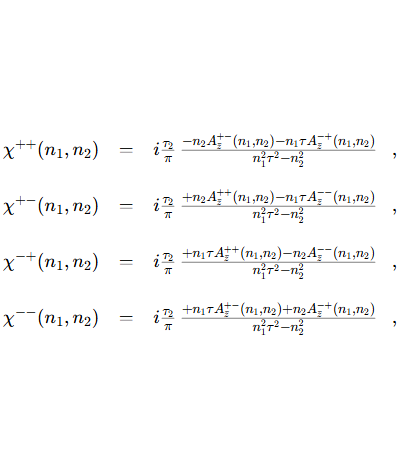 $\chi^{++}(n_1,n_2) = i\frac{\tau_2}{\pi} \frac{-n_2 A_{\bar{z}}^{+-}(n_1,n_2)-n_1\tau A_{\bar{z}}^{-+}(n_1,n_2)}{n_1^2\tau^2-n_2^2} ,$
$\chi^{+-}(n_1,n_2) = i\frac{\tau_2}{\pi} \frac{+n_2 A_{\bar{z}}^{++}(n_1,n_2)-n_1\tau A_{\bar{z}}^{--}(n_1,n_2)}{n_1^2\tau^2-n_2^2} ,$
$\chi^{-+}(n_1,n_2) = i\frac{\tau_2}{\pi} \frac{+n_1\tau A_{\bar{z}}^{++}(n_1,n_2)-n_2 A_{\bar{z}}^{--}(n_1,n_2)}{n_1^2\tau^2-n_2^2} ,$
$\chi^{--}(n_1,n_2) = i\frac{\tau_2}{\pi} \frac{+n_1\tau A_{\bar{z}}^{+-}(n_1,n_2)+n_2 A_{\bar{z}}^{-+}(n_1,n_2)}{n_1^2\tau^2-n_2^2} ,$